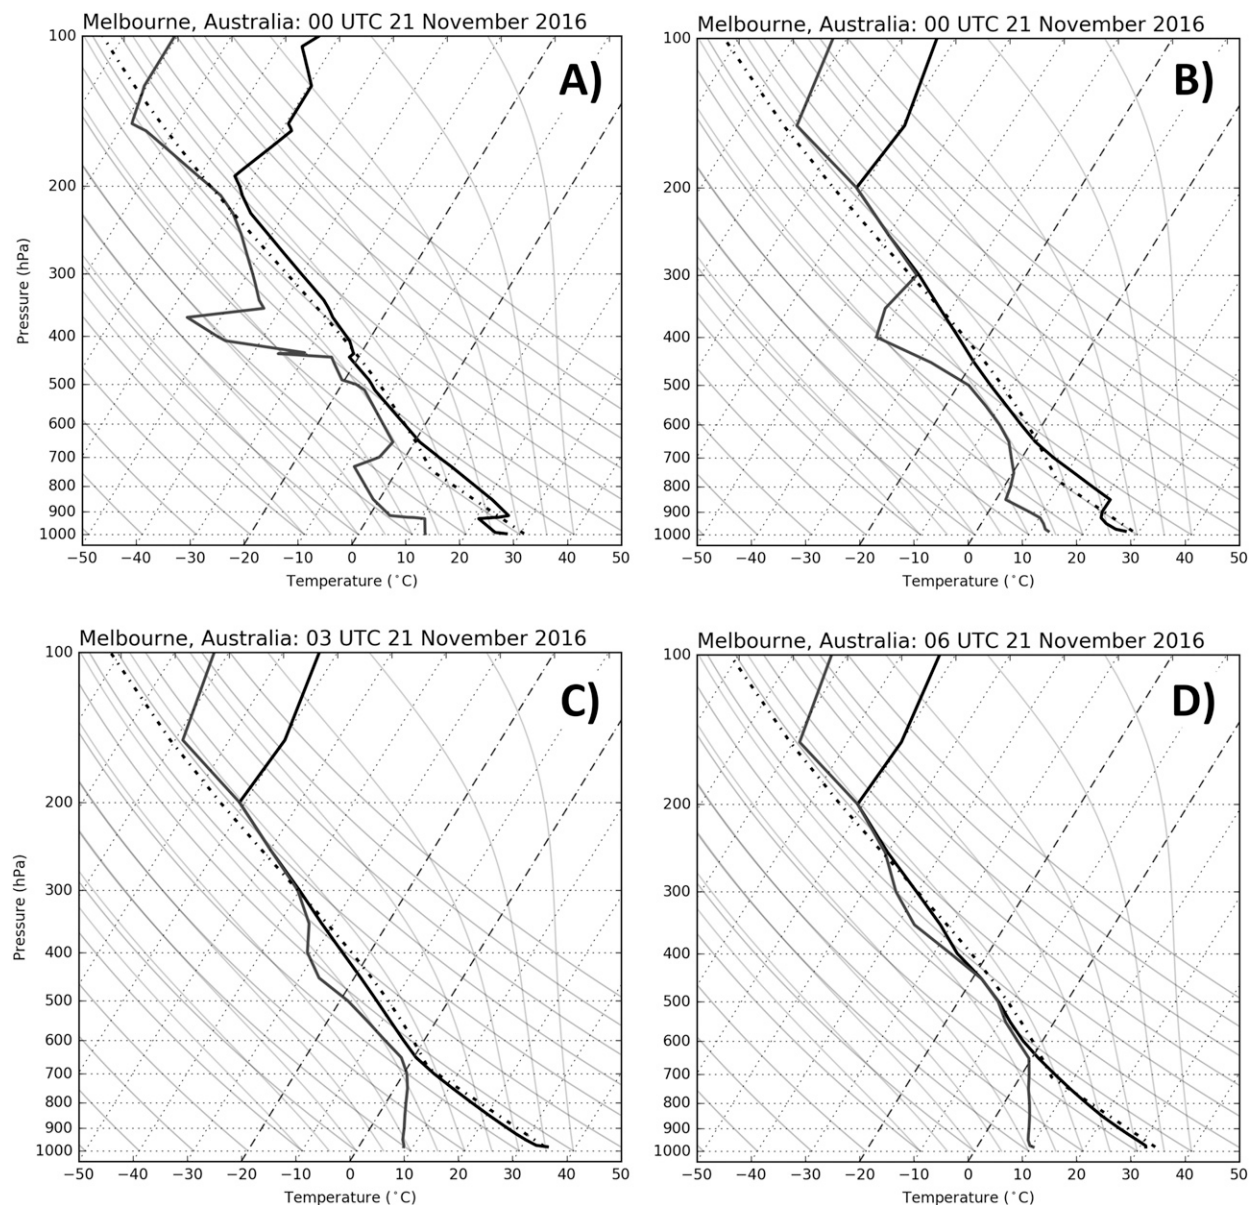 Melbourne, Australia: 00 UTC 21 November 2016
A)
100
200
300
400
500
600
700
800
900
1000
Pressure (hPa)
−50 −40 −30 −20 −10 0 10 20 30 40 50
Temperature (°C)
Melbourne, Australia: 00 UTC 21 November 2016
B)
100
200
300
400
500
600
700
800
900
1000
−50 −40 −30 −20 −10 0 10 20 30 40 50
Temperature (°C)
Melbourne, Australia: 03 UTC 21 November 2016
C)
100
200
300
400
500
600
700
800
900
1000
Pressure (hPa)
−50 −40 −30 −20 −10 0 10 20 30 40 50
Temperature (°C)
Melbourne, Australia: 06 UTC 21 November 2016
D)
100
200
300
400
500
600
700
800
900
1000
−50 −40 −30 −20 −10 0 10 20 30 40 50
Temperature (°C)